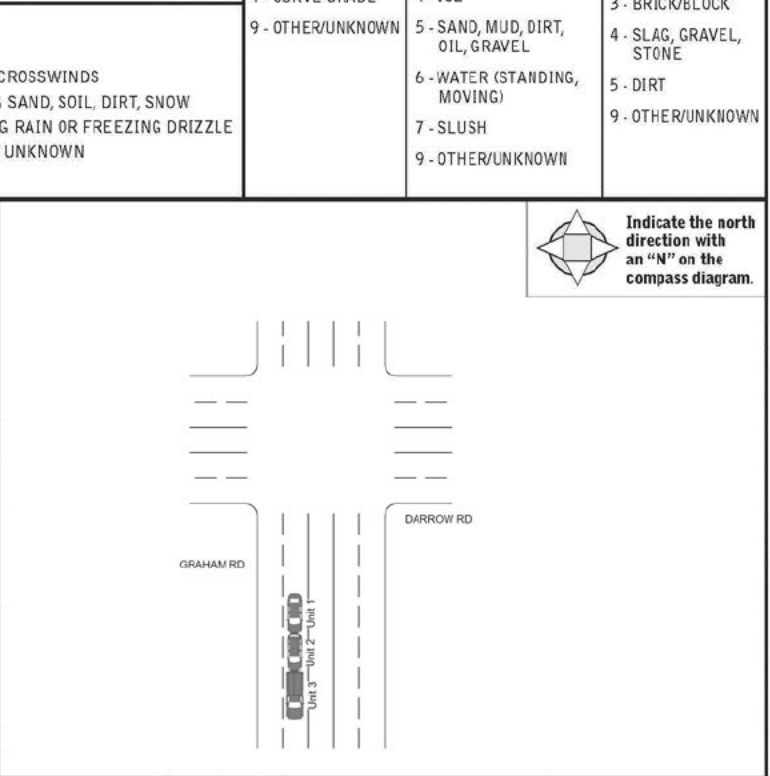 9 - OTHER/UNKNOWN
CROSSWINDS
SAND, SOIL, DIRT, SNOW
G RAIN OR FREEZING DRIZZLE
UNKNOWN
5 - SAND, MUD, DIRT,
OIL, GRAVEL
6 - WATER (STANDING,
MOVING)
7 - SLUSH
9 - OTHER/UNKNOWN
3 - BRICK/BLOCK
4 - SLAG, GRAVEL,
STONE
5 - DIRT
9 - OTHER/UNKNOWN
Indicate the north
direction with
an “N” on the
compass diagram.
DARROW RD
GRAHAM RD
Unit 1
Unit 2
Unit 3